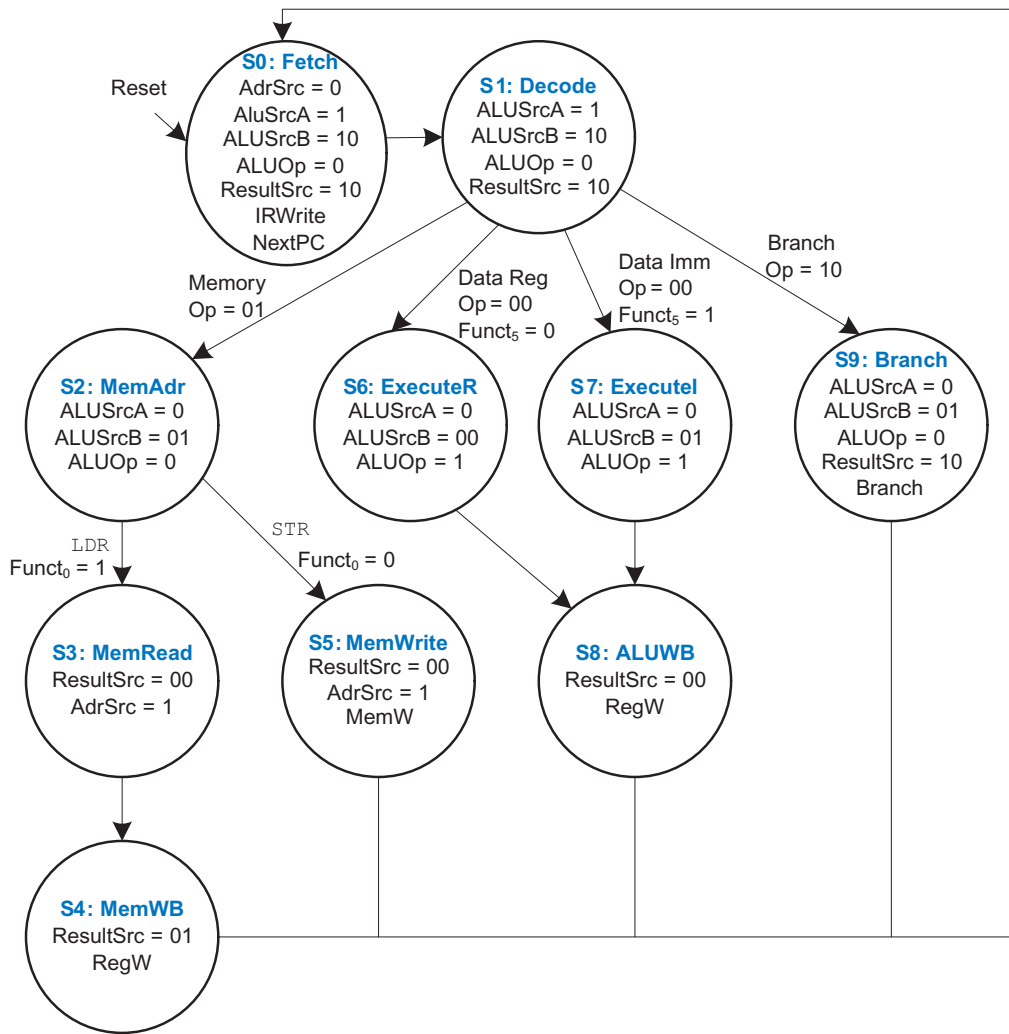 Reset
S0: Fetch
AdrSrc = 0
AluSrcA = 1
ALUSrcB = 10
ALUOp = 0
ResultSrc = 10
IRWrite
NextPC
S1: Decode
ALUSrcA = 1
ALUSrcB = 10
ALUOp = 0
ResultSrc = 10
Memory
Op = 01
Data Reg
Op = 00
Funct₅ = 0
Data Imm
Op = 00
Funct₅ = 1
Branch
Op = 10
S2: MemAdr
ALUSrcA = 0
ALUSrcB = 01
ALUOp = 0
S6: ExecuteR
ALUSrcA = 0
ALUSrcB = 00
ALUOp = 1
S7: ExecuteI
ALUSrcA = 0
ALUSrcB = 01
ALUOp = 1
S9: Branch
ALUSrcA = 0
ALUSrcB = 01
ALUOp = 0
ResultSrc = 10
Branch
LDR
Funct₀ = 1
STR
Funct₀ = 0
S3: MemRead
ResultSrc = 00
AdrSrc = 1
S5: MemWrite
ResultSrc = 00
AdrSrc = 1
MemW
S8: ALUWB
ResultSrc = 00
RegW
S4: MemWB
ResultSrc = 01
RegW